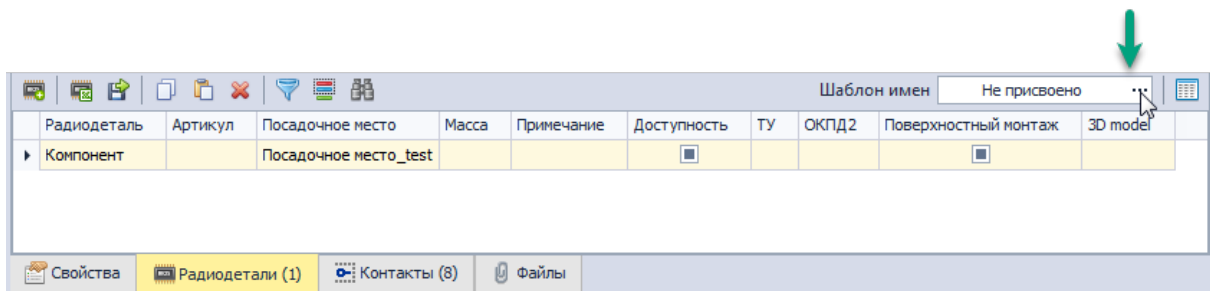 Шаблон имен Не присвоено ...
Радиодеталь Артикул Посадочное место Масса Примечание Доступность ТУ ОКПД2 Поверхностный монтаж 3D model
Компонент Посадочное место_test
Свойства Радиодетали (1) Контакты (8) Файлы